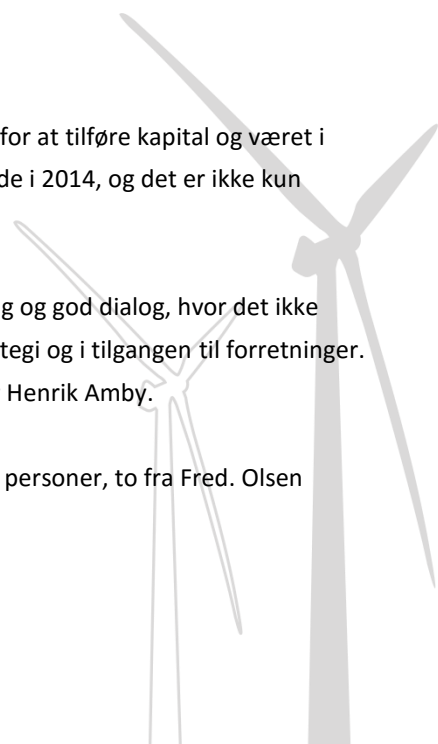 for at tilføre kapital og været i
de i 2014, og det er ikke kun
g og god dialog, hvor det ikke
tegi og i tilgangen til forretninger.
Henrik Amby.
personer, to fra Fred. Olsen